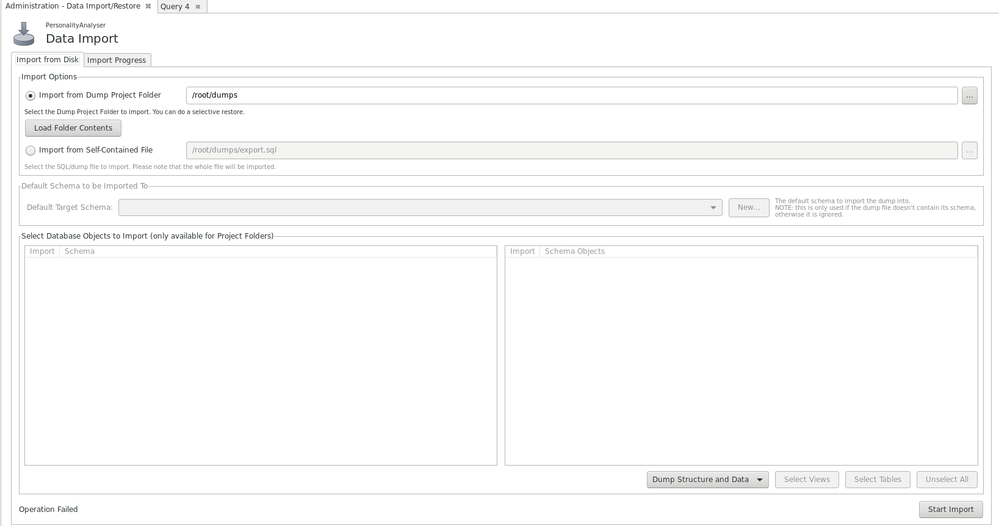 Administration - Data Import/Restore
Query 4
PersonalityAnalyser
Data Import
Import from Disk
Import Progress
Import Options
Import from Dump Project Folder
/root/dumps
...
Select the Dump Project Folder to import. You can do a selective restore.
Load Folder Contents
Import from Self-Contained File
/root/dumps/export.sql
...
Select the SQL/dump file to import. Please note that the whole file will be imported.
Default Schema to be Imported To
Default Target Schema:
New...
The default schema to import the dump into.
NOTE: this is only used if the dump file doesn't contain its schema,
otherwise it is ignored.
Select Database Objects to Import (only available for Project Folders)
Import Schema
Import Schema Objects
Dump Structure and Data
Select Views
Select Tables
Unselect All
Operation Failed
Start Import